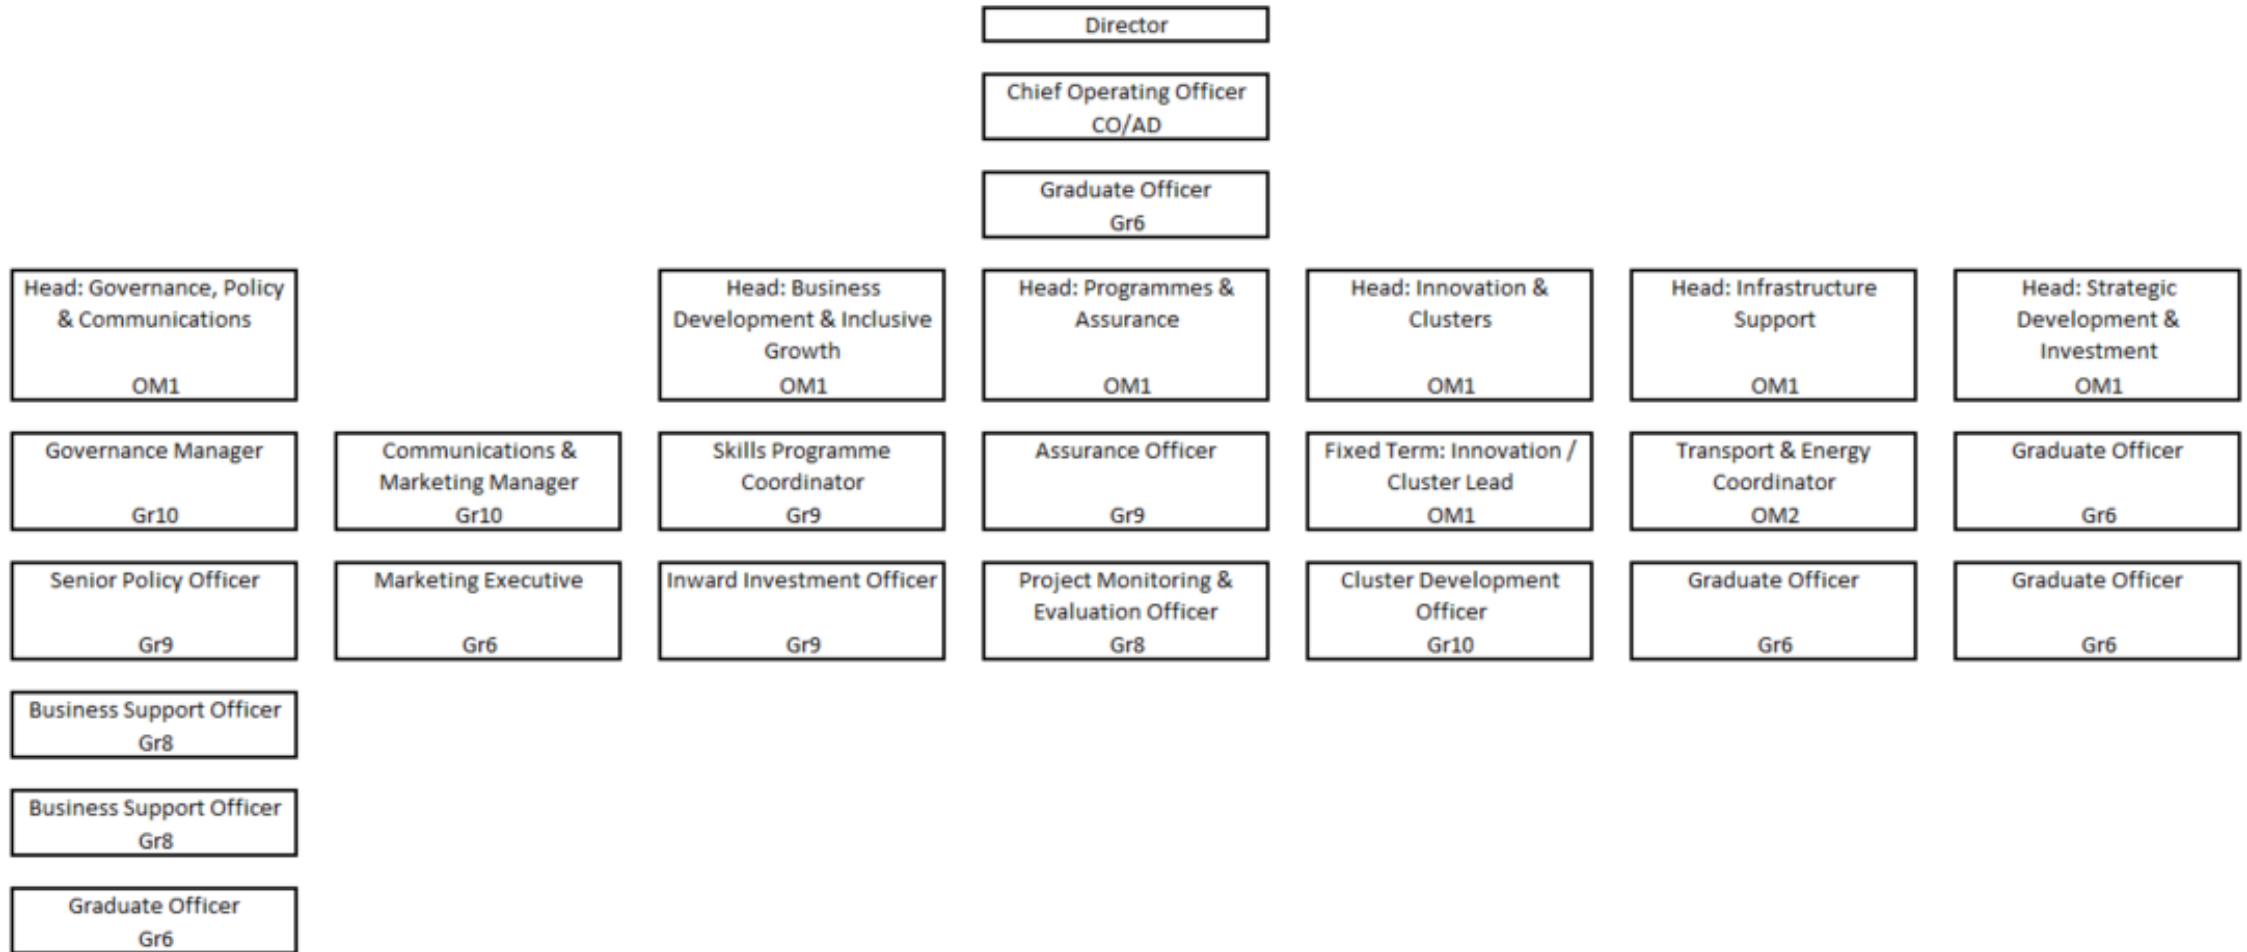 Director
Chief Operating Officer
CO/AD
Graduate Officer
Gr6
Head: Governance, Policy
& Communications
OM1
Head: Business
Development & Inclusive
Growth
OM1
Head: Programmes &
Assurance
OM1
Head: Innovation &
Clusters
OM1
Head: Infrastructure
Support
OM1
Head: Strategic
Development &
Investment
OM1
Governance Manager
Gr10
Communications &
Marketing Manager
Gr10
Skills Programme
Coordinator
Gr9
Assurance Officer
Gr9
Fixed Term: Innovation /
Cluster Lead
OM1
Transport & Energy
Coordinator
OM2
Graduate Officer
Gr6
Senior Policy Officer
Gr9
Marketing Executive
Gr6
Inward Investment Officer
Gr9
Project Monitoring &
Evaluation Officer
Gr8
Cluster Development
Officer
Gr10
Graduate Officer
Gr6
Graduate Officer
Gr6
Business Support Officer
Gr8
Business Support Officer
Gr8
Graduate Officer
Gr6